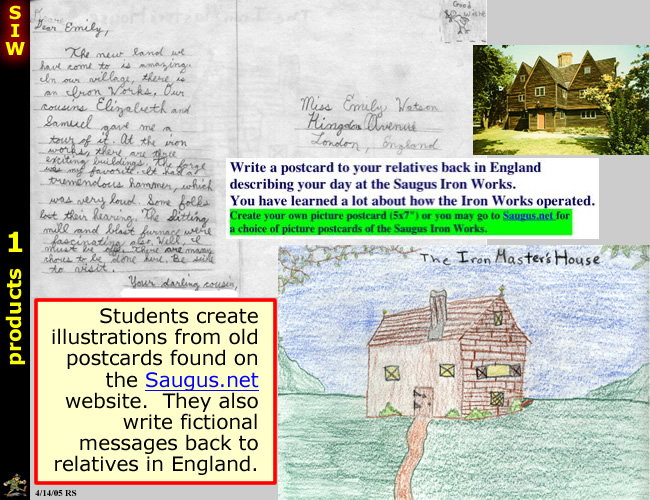 S
I
W
products 1
Dear Emily,
The new land we
have come to is amazing.
In our village, there is
an Iron Works. Our
cousins Elizabeth and
Samuel gave me a
tour of it. At the iron
works, there are three
exciting buildings. The forge
was my favorite. It had a
tremendous hammer, which
was very loud. Some folks
lost their hearing. The slitting
mill and blast furnace were
fascinating also. Well, I
must be off. There are many
chores to be done here. Be sure
to visit.
Your darling cousin,
Good
Miss Emily Watson
Kingdon Avenue
London, England
Write a postcard to your relatives back in England
describing your day at the Saugus Iron Works.
You have learned a lot about how the Iron Works operated.
Create your own picture postcard (5x7") or you may go to Saugus.net for
a choice of picture postcards of the Saugus Iron Works.
The Iron Master's House
Students create
illustrations from old
postcards found on
the Saugus.net
website. They also
write fictional
messages back to
relatives in England.
4/14/05 RS